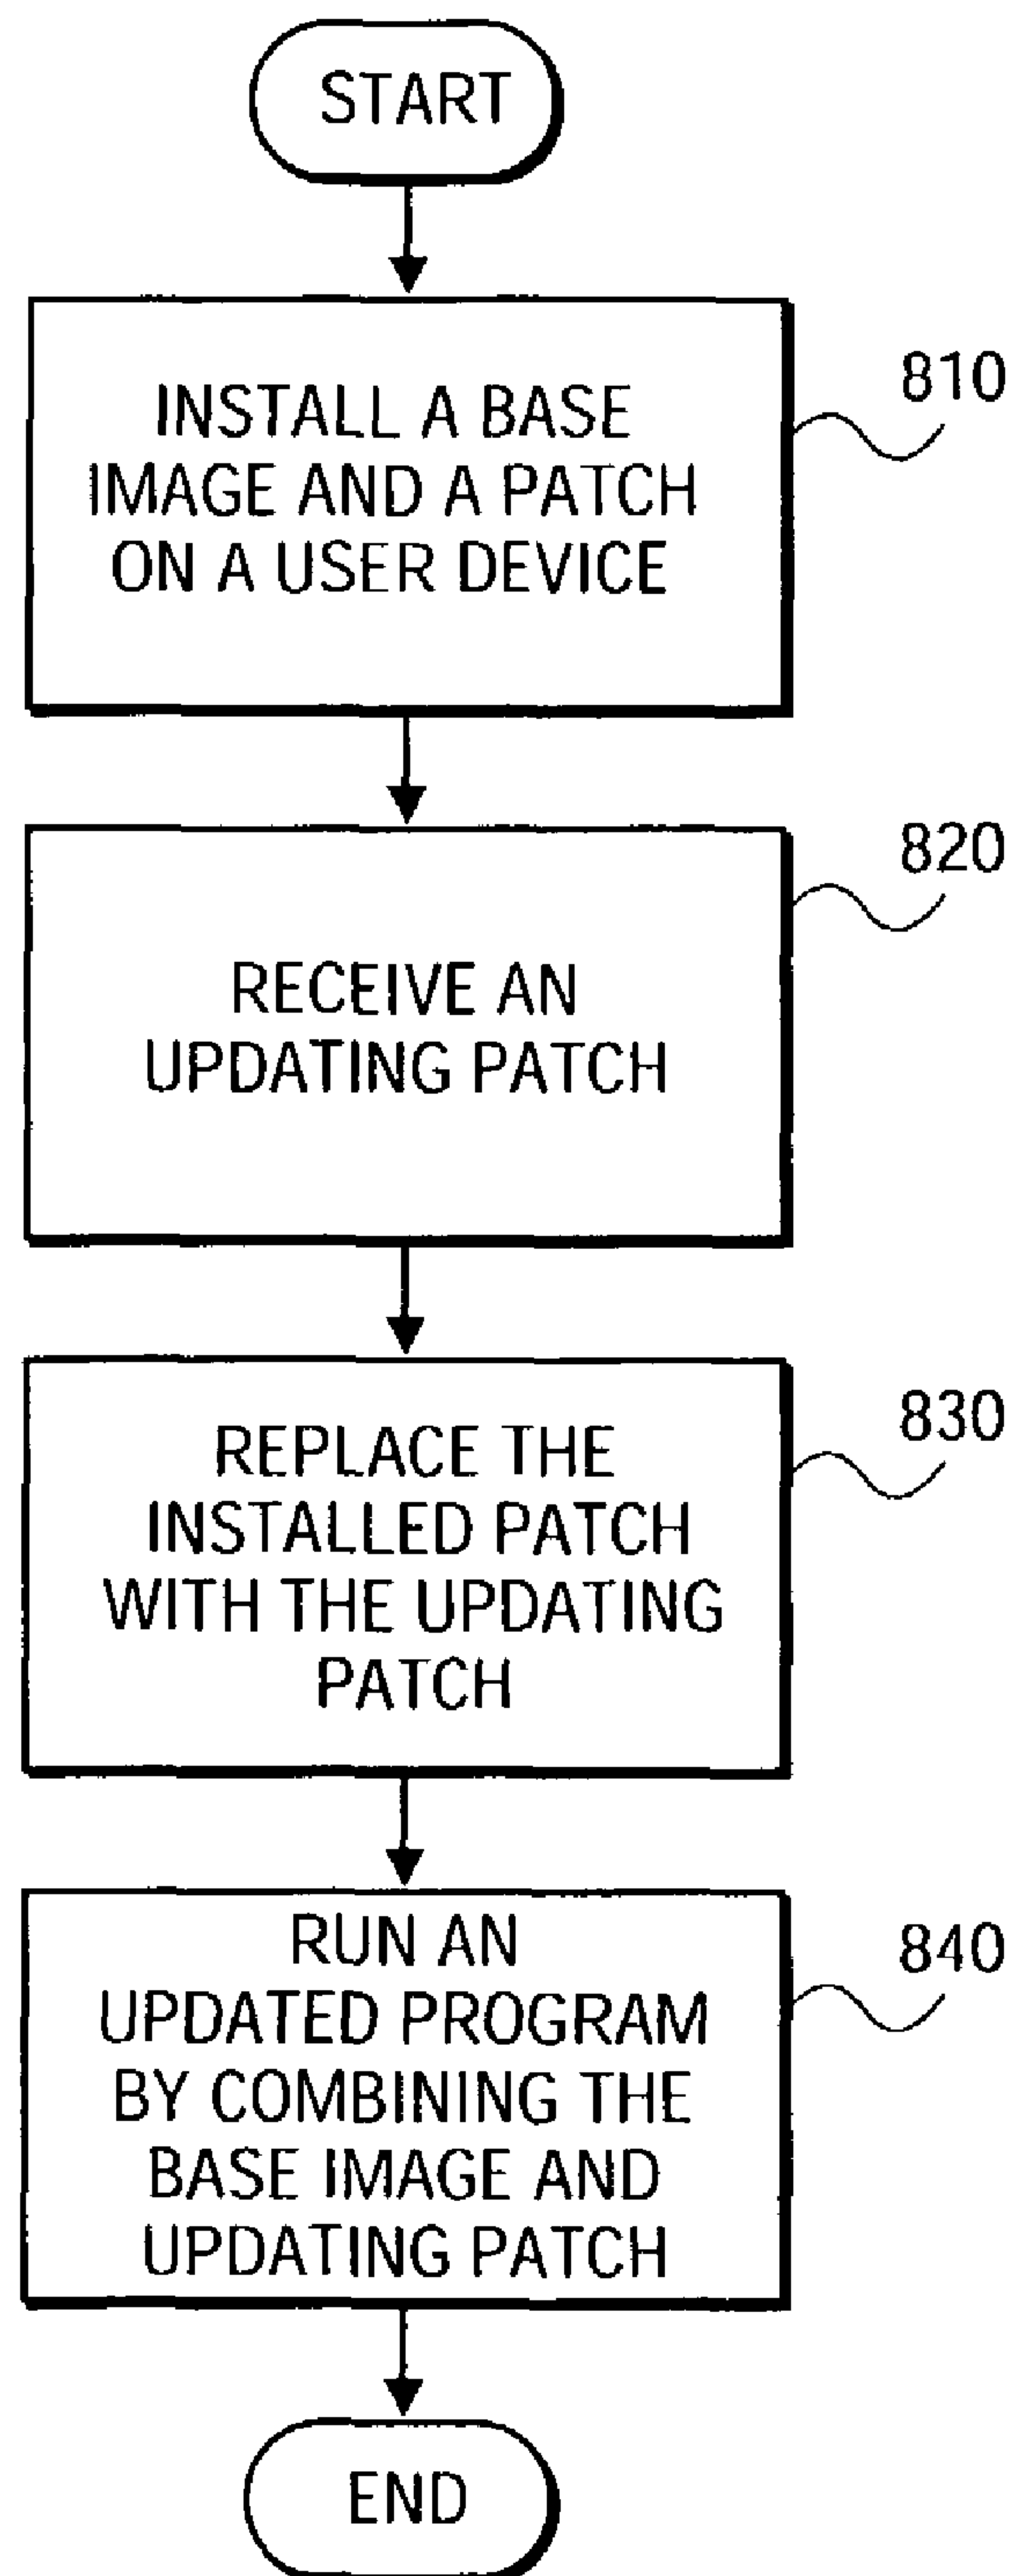 START
INSTALL A BASE
IMAGE AND A PATCH
ON A USER DEVICE
810
RECEIVE AN
UPDATING PATCH
820
REPLACE THE
INSTALLED PATCH
WITH THE UPDATING
PATCH
830
RUN AN
UPDATED PROGRAM
BY COMBINING THE
BASE IMAGE AND
UPDATING PATCH
840
END